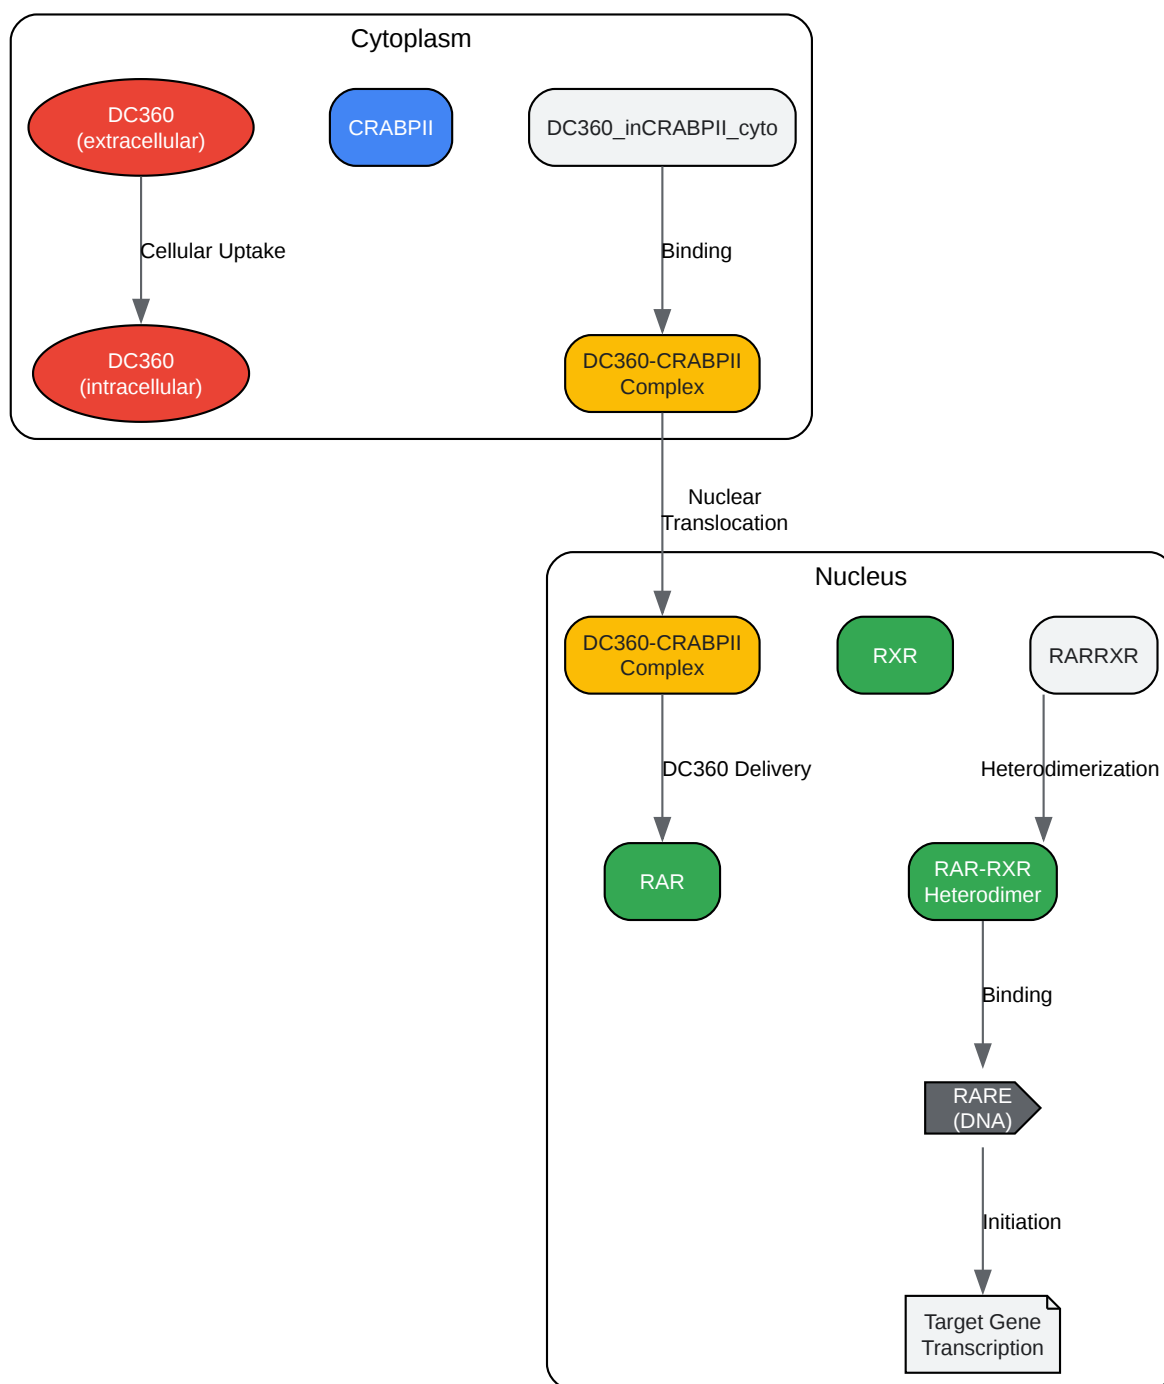 Cytoplasm
DC360
(extracellular)
CRABPII
DC360_inCRABPII_cyto
Cellular Uptake
Binding
DC360
(intracellular)
DC360-CRABPII
Complex
Nuclear
Translocation
Nucleus
DC360-CRABPII
Complex
RXR
RARRXR
DC360 Delivery
Heterodimerization
RAR
RAR-RXR
Heterodimer
Binding
RARE
(DNA)
Initiation
Target Gene
Transcription